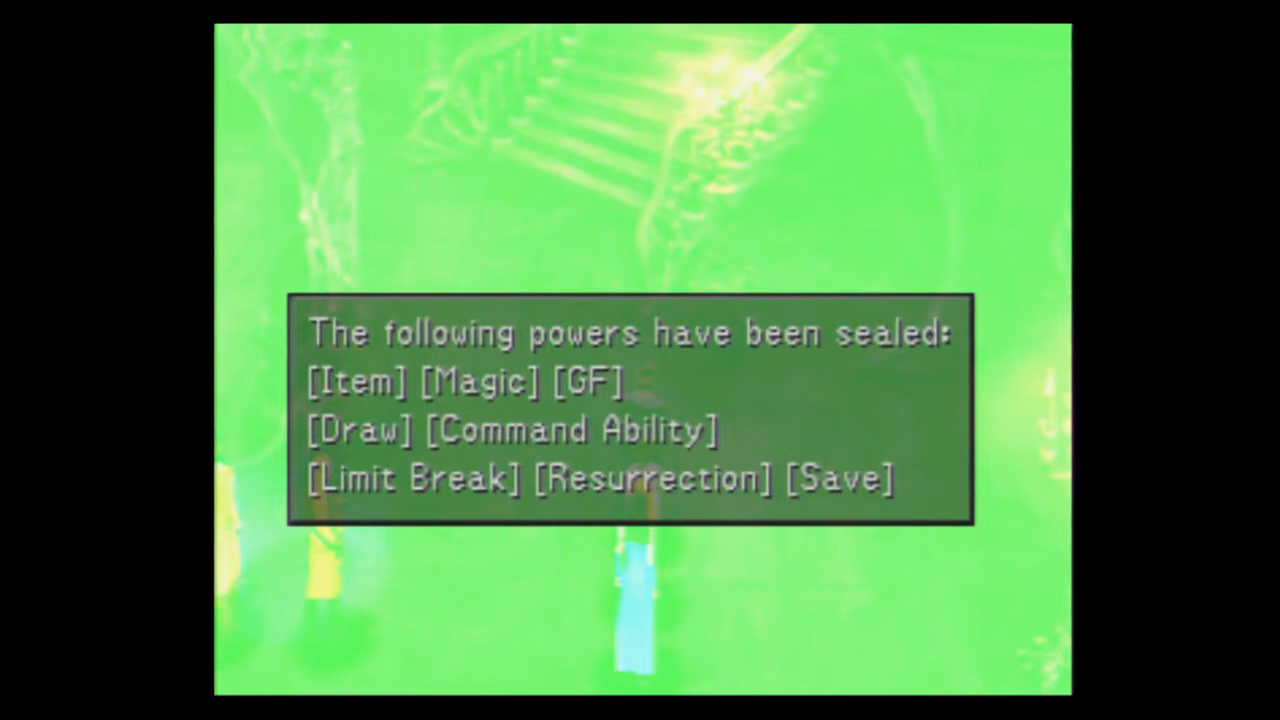 The following powers have been sealed:
[Item] [Magic] [GF]
[Draw] [Command Ability]
[Limit Break] [Resurrection] [Save]